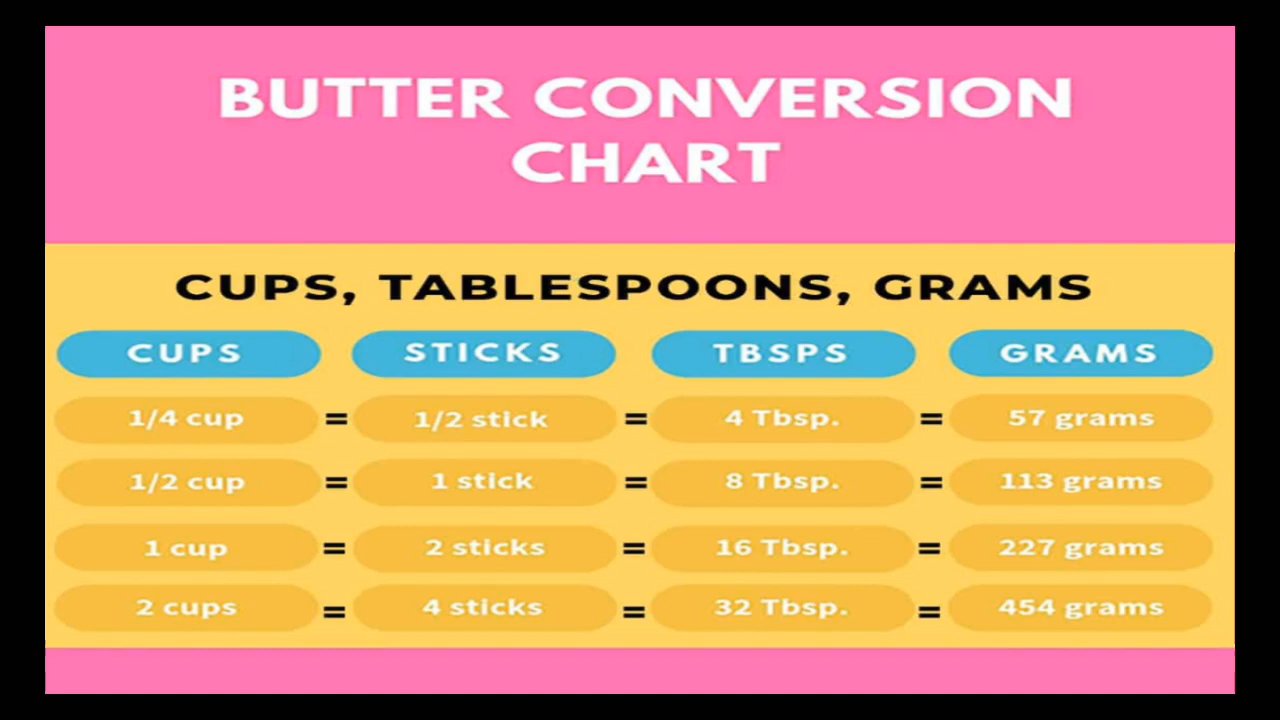 BUTTER CONVERSION
CHART
CUPS, TABLESPOONS, GRAMS
CUPS STICKS TBSPS GRAMS
1/4 cup = 1/2 stick = 4 Tbsp. = 57 grams
1/2 cup = 1 stick = 8 Tbsp. = 113 grams
1 cup = 2 sticks = 16 Tbsp. = 227 grams
2 cups = 4 sticks = 32 Tbsp. = 454 grams